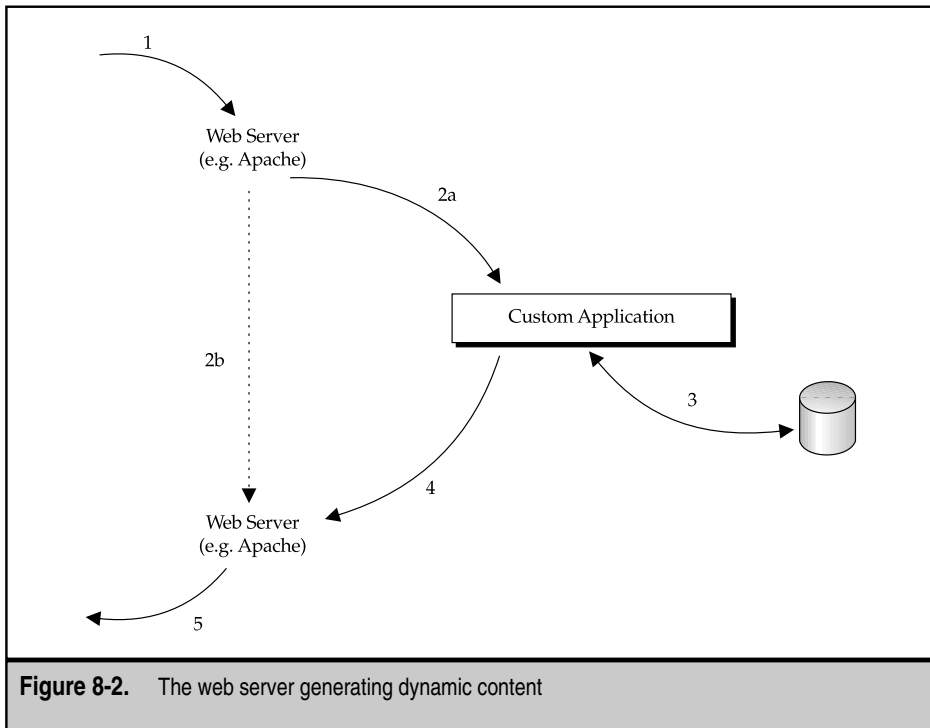 1
Web Server
(e.g. Apache)
2a
Custom Application
2b
3
4
Web Server
(e.g. Apache)
5
Figure 8-2. The web server generating dynamic content